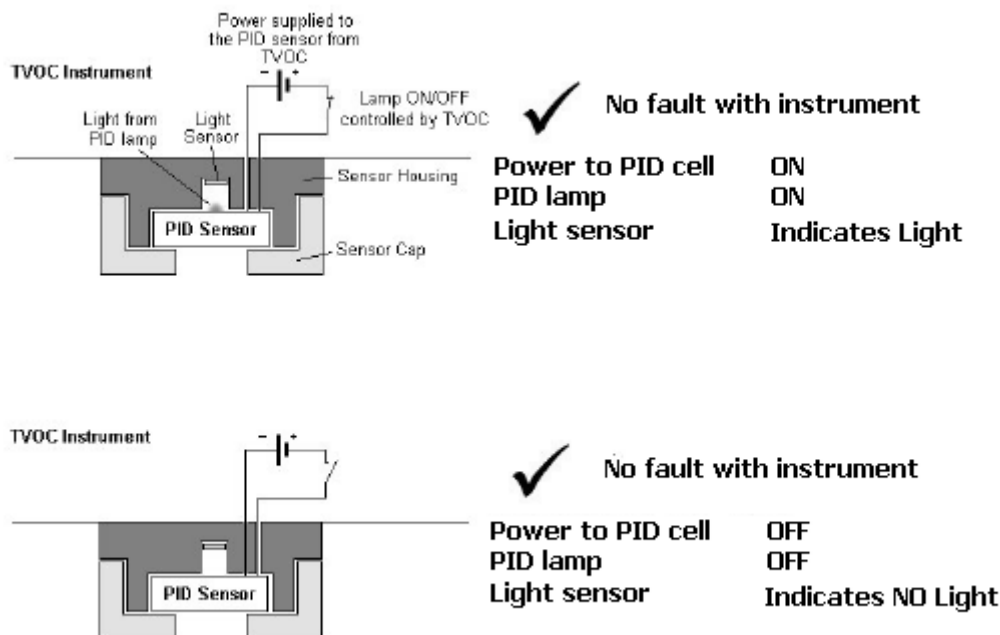 Power supplied to
the PID sensor from
TVOC
TVOC Instrument
- +
Lamp ON/OFF
controlled by TVOC
Light from
PID lamp
Light
Sensor
Sensor Housing
PID Sensor
Sensor Cap
No fault with instrument
Power to PID cell ON
PID lamp ON
Light sensor Indicates Light
TVOC Instrument
- +
PID Sensor
No fault with instrument
Power to PID cell OFF
PID lamp OFF
Light sensor Indicates NO Light